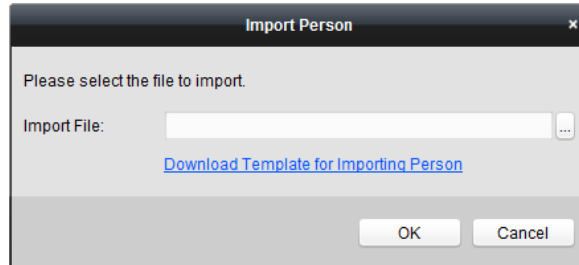 Import Person ×
Please select the file to import.
Import File: ...
Download Template for Importing Person
OK Cancel